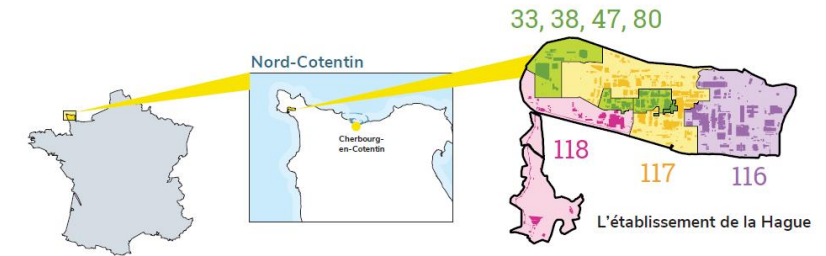 33, 38, 47, 80
Nord-Cotentin
Cherbourg-
en-Cotentin
118
117
116
L'établissement de la Hague